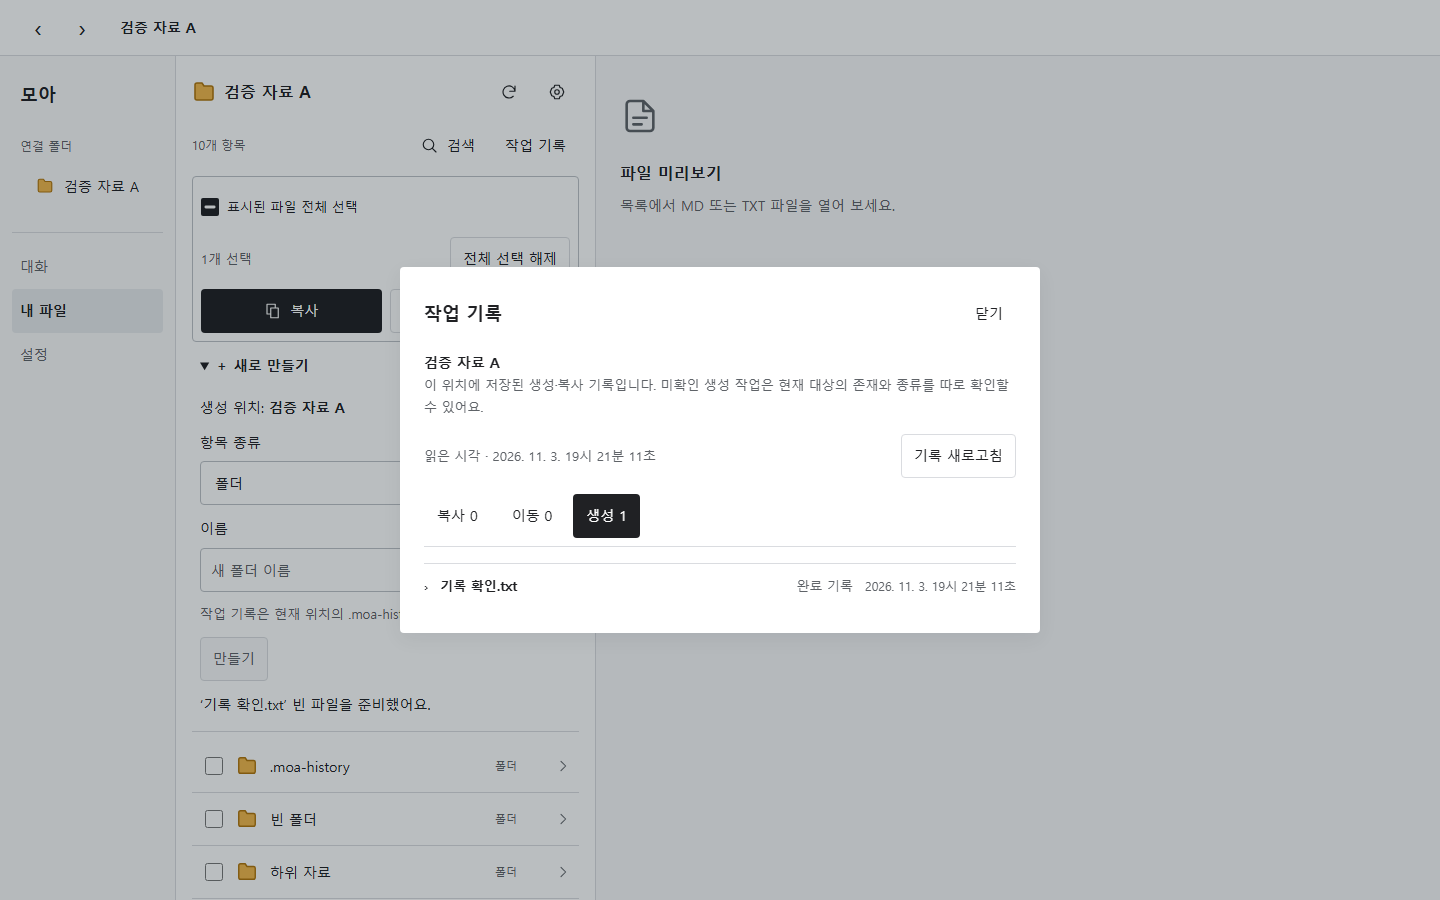 검증 자료 A
모아
연결 폴더
검증 자료 A
대화
내 파일
설정
검증 자료 A
10개 항목
검색
작업 기록
표시된 파일 전체 선택
1개 선택
전체 선택 해제
복사
+ 새로 만들기
생성 위치: 검증 자료 A
항목 종류
폴더
이름
새 폴더 이름
작업 기록은 현재 위치의 .moa-his
만들기
‘기록 확인.txt’ 빈 파일을 준비했어요.
.moa-history
폴더
빈 폴더
폴더
하위 자료
폴더
파일 미리보기
목록에서 MD 또는 TXT 파일을 열어 보세요.
작업 기록
닫기
검증 자료 A
이 위치에 저장된 생성·복사 기록입니다. 미확인 생성 작업은 현재 대상의 존재와 종류를 따로 확인할
수 있어요.
읽은 시각 · 2026. 11. 3. 19시 21분 11초
기록 새로고침
복사 0
이동 0
생성 1
기록 확인.txt
완료 기록
2026. 11. 3. 19시 21분 11초